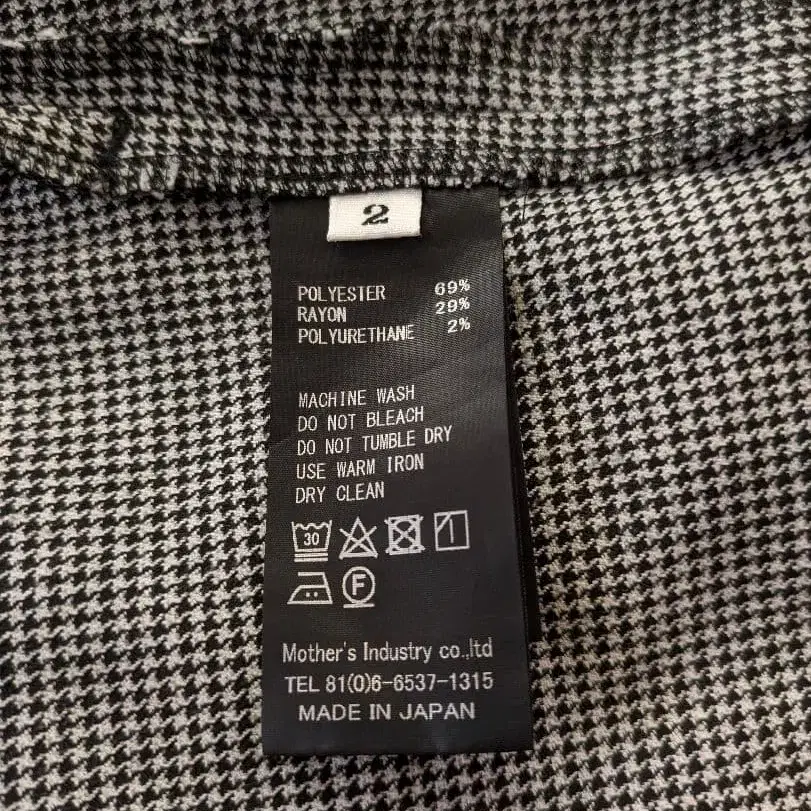 2
POLYESTER 69%
RAYON 29%
POLYURETHANE 2%
MACHINE WASH
DO NOT BLEACH
DO NOT TUMBLE DRY
USE WARM IRON
DRY CLEAN
30
F
Mother's Industry co.,ltd
TEL 81(0)6-6537-1315
MADE IN JAPAN